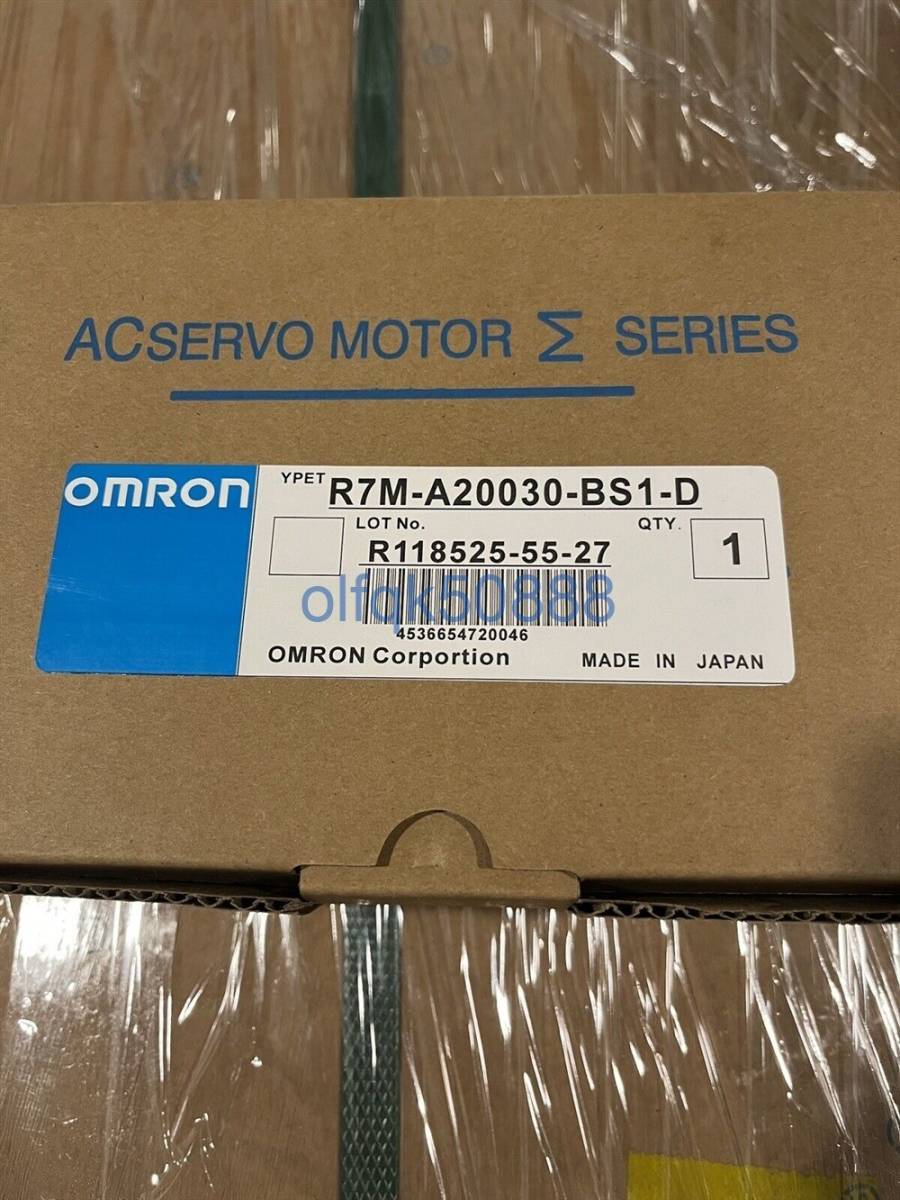 ACSERVO MOTOR Σ SERIES
OMRON
YPET R7M-A20030-BS1-D
LOT No. QTY.
R118525-55-27 1
olfqk50888
4536654720046
OMRON Corportion MADE IN JAPAN